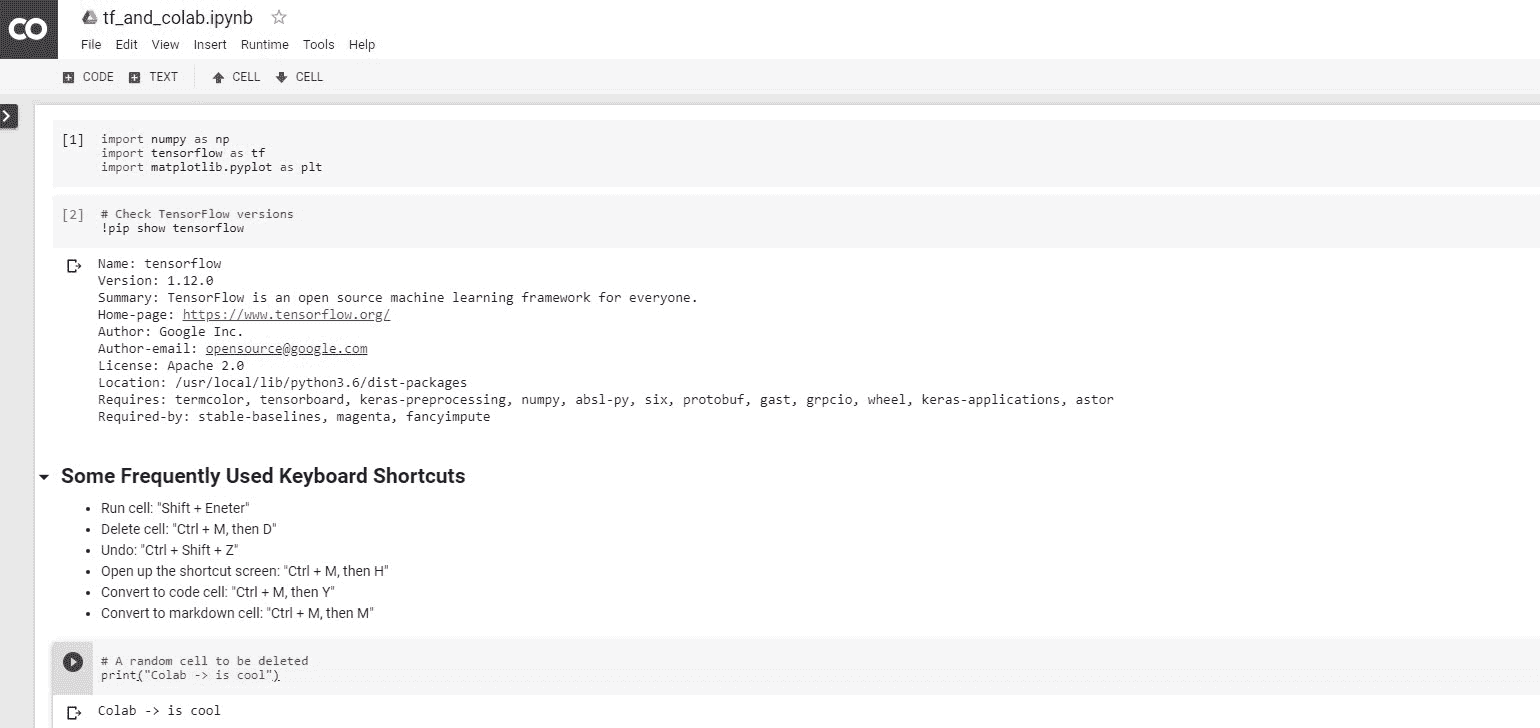 CO
tf_and_colab.ipynb
File Edit View Insert Runtime Tools Help
CODE TEXT CELL CELL
[1] import numpy as np
import tensorflow as tf
import matplotlib.pyplot as plt
[2] # Check TensorFlow versions
!pip show tensorflow
Name: tensorflow
Version: 1.12.0
Summary: TensorFlow is an open source machine learning framework for everyone.
Home-page: https://www.tensorflow.org/
Author: Google Inc.
Author-email: opensource@google.com
License: Apache 2.0
Location: /usr/local/lib/python3.6/dist-packages
Requires: termcolor, tensorboard, keras-preprocessing, numpy, absl-py, six, protobuf, gast, grpcio, wheel, keras-applications, astor
Required-by: stable-baselines, magenta, fancyimpute
Some Frequently Used Keyboard Shortcuts
• Run cell: "Shift + Eneter"
• Delete cell: "Ctrl + M, then D"
• Undo: "Ctrl + Shift + Z"
• Open up the shortcut screen: "Ctrl + M, then H"
• Convert to code cell: "Ctrl + M, then Y"
• Convert to markdown cell: "Ctrl + M, then M"
# A random cell to be deleted
print("Colab -> is cool")
Colab -> is cool